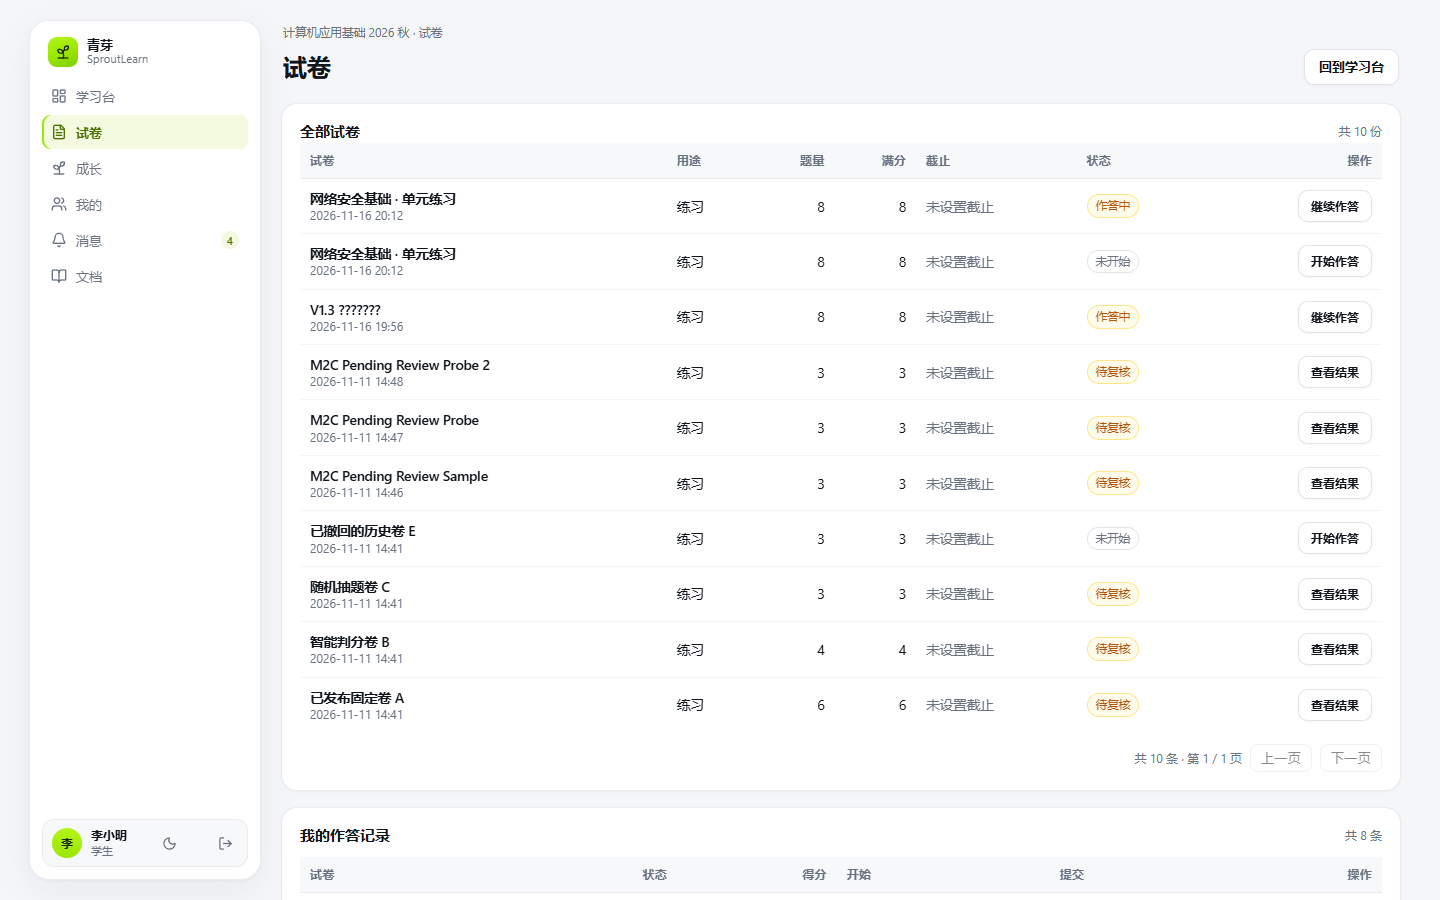 青芽
SproutLearn
学习台
试卷
成长
我的
消息 4
文档
李
李小明
学生
计算机应用基础 2026 秋 · 试卷
试卷
回到学习台
全部试卷
共 10 份
试卷 用途 题量 满分 截止 状态 操作
网络安全基础 · 单元练习
2026-11-16 20:12
练习 8 8 未设置截止 作答中 继续作答
网络安全基础 · 单元练习
2026-11-16 20:12
练习 8 8 未设置截止 未开始 开始作答
V1.3 ???????
2026-11-16 19:56
练习 8 8 未设置截止 作答中 继续作答
M2C Pending Review Probe 2
2026-11-11 14:48
练习 3 3 未设置截止 待复核 查看结果
M2C Pending Review Probe
2026-11-11 14:47
练习 3 3 未设置截止 待复核 查看结果
M2C Pending Review Sample
2026-11-11 14:46
练习 3 3 未设置截止 待复核 查看结果
已撤回的历史卷 E
2026-11-11 14:41
练习 3 3 未设置截止 未开始 开始作答
随机抽题卷 C
2026-11-11 14:41
练习 3 3 未设置截止 待复核 查看结果
智能判分卷 B
2026-11-11 14:41
练习 4 4 未设置截止 待复核 查看结果
已发布固定卷 A
2026-11-11 14:41
练习 6 6 未设置截止 待复核 查看结果
共 10 条 · 第 1 / 1 页 上一页 下一页
我的作答记录
共 8 条
试卷 状态 得分 开始 提交 操作